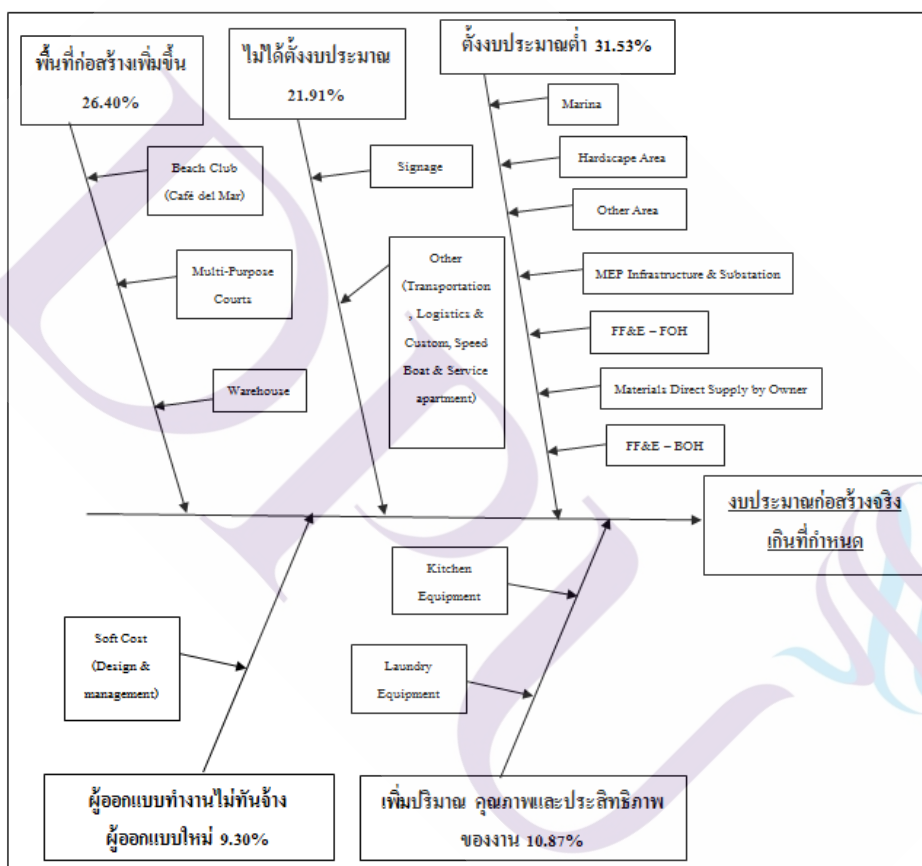 พื้นที่ก่อสร้างเพิ่มขึ้น
26.40%
ไม่ได้ตั้งงบประมาณ
21.91%
ตั้งงบประมาณต่ำ 31.53%
Marina
Beach Club
(Café del Mar)
Signage
Hardscape Area
Other Area
Multi-Purpose
Courts
Other
(Transportation
, Logistics &
Custom, Speed
Boat & Service
apartment)
MEP Infrastructure & Substation
FF&E – FOH
Warehouse
Materials Direct Supply by Owner
FF&E – BOH
งบประมาณก่อสร้างจริง
เกินที่กำหนด
Kitchen
Equipment
Soft Cost
(Design &
management)
Laundry
Equipment
ผู้ออกแบบทำงานไม่ทันจ้าง
ผู้ออกแบบใหม่ 9.30%
เพิ่มปริมาณ คุณภาพและประสิทธิภาพ
ของงาน 10.87%
DPU